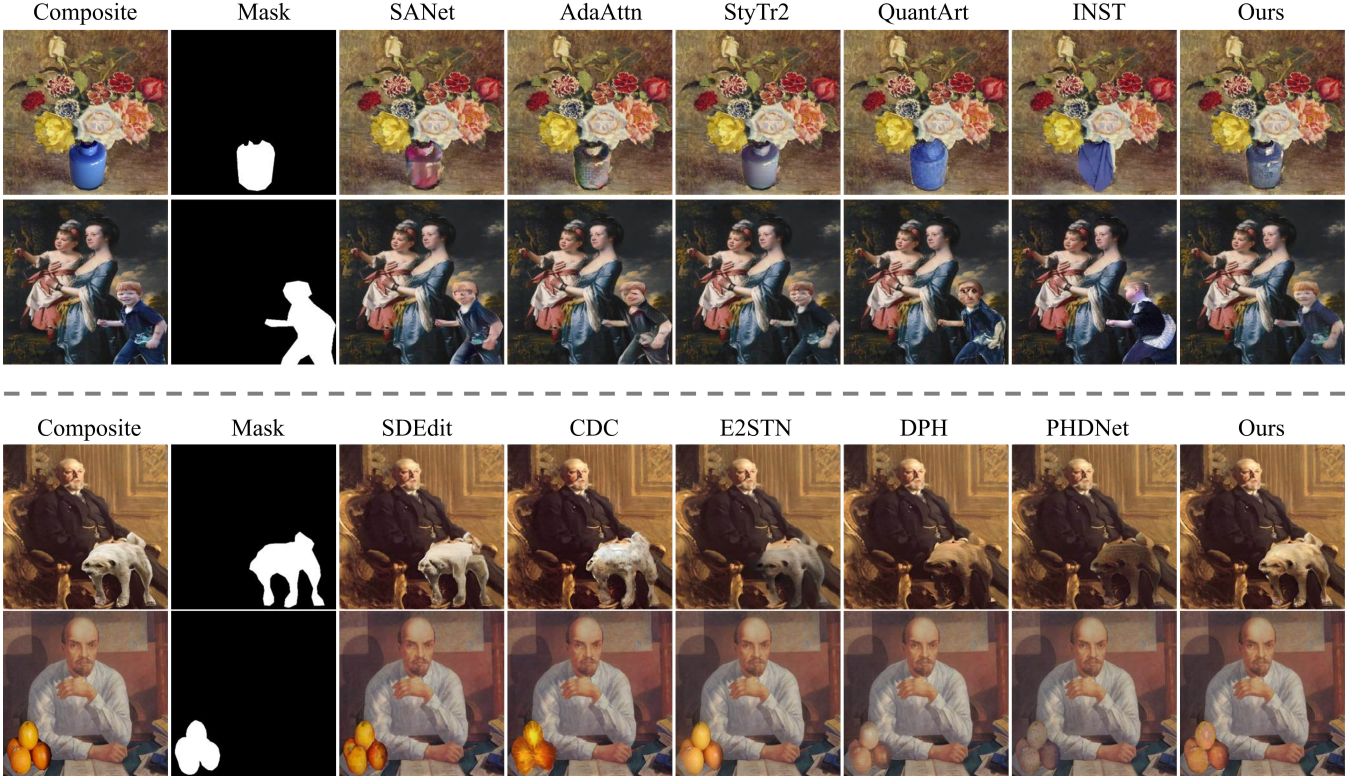 Composite Mask SANet AdaAttn StyTr2 QuantArt INST Ours
Composite Mask SDEdit CDC E2STN DPH PHDNet Ours